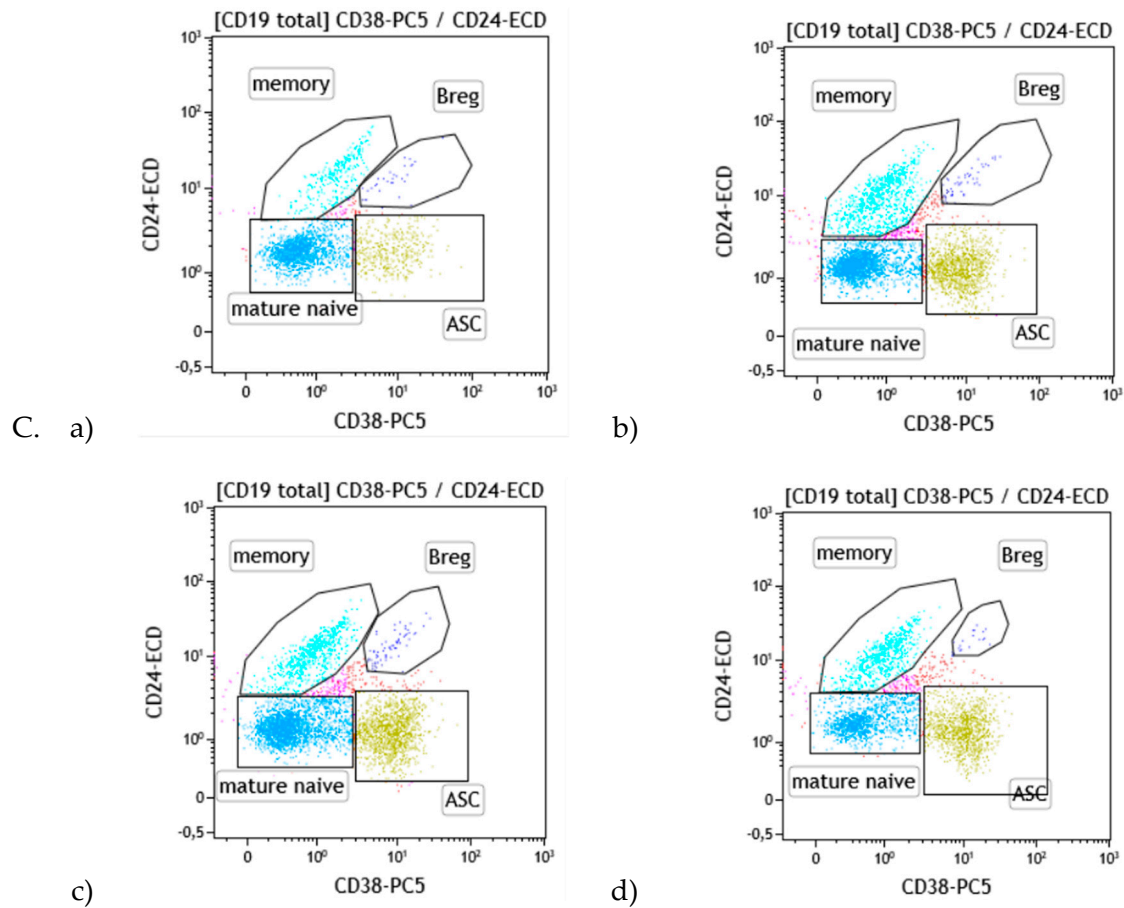 [CD19 total] CD38-PC5 / CD24-ECD
10³
10²
10¹
10⁰
0
-0,5
CD24-ECD
memory
Breg
mature naive
ASC
0
10⁰
10¹
10²
10³
CD38-PC5
C. a)
[CD19 total] CD38-PC5 / CD24-ECD
10³
10²
10¹
10⁰
0
-0,5
CD24-ECD
memory
Breg
mature naive
ASC
0
10⁰
10¹
10²
10³
CD38-PC5
b)
[CD19 total] CD38-PC5 / CD24-ECD
10³
10²
10¹
10⁰
0
-0,5
CD24-ECD
memory
Breg
mature naive
ASC
0
10⁰
10¹
10²
10³
CD38-PC5
c)
[CD19 total] CD38-PC5 / CD24-ECD
10³
10²
10¹
10⁰
0
-0,5
CD24-ECD
memory
Breg
mature naive
ASC
0
10⁰
10¹
10²
10³
CD38-PC5
d)